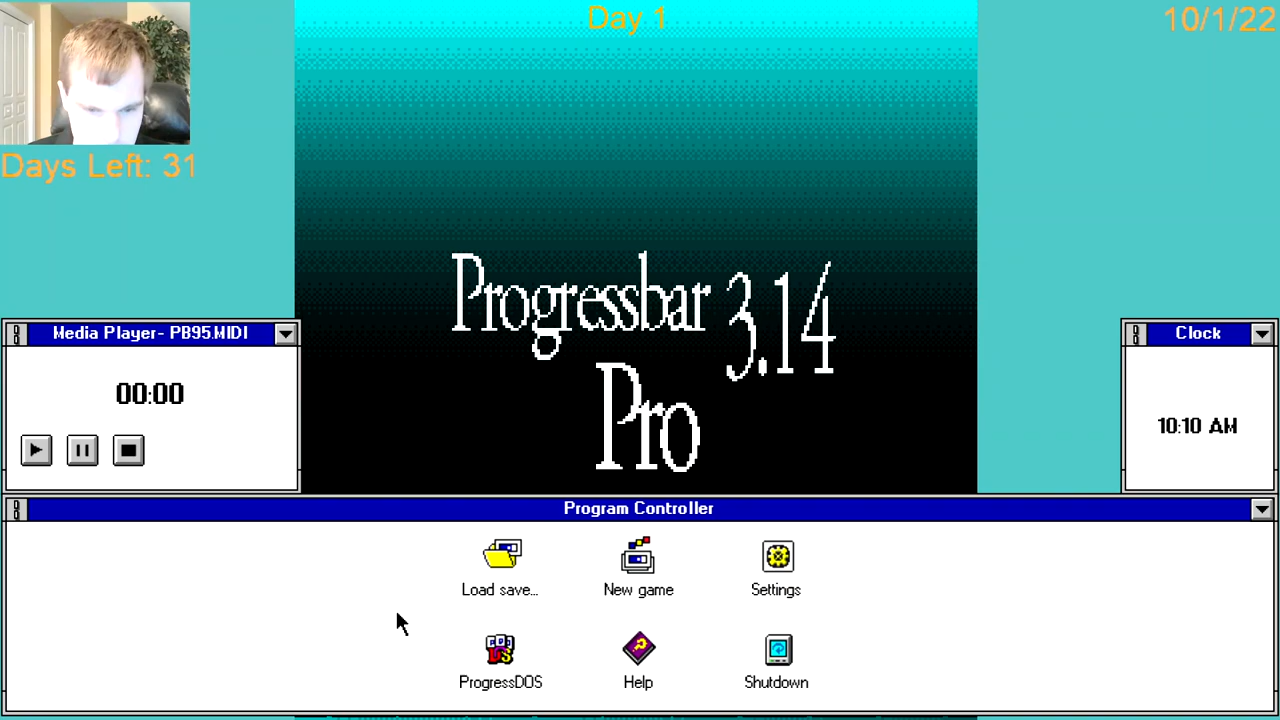 Day 1
10/1/22
Days Left: 31
Progressbar 3.14
Pro
Media Player- PB95.MIDI
00:00
Clock
10:10 AM
Program Controller
Load save...
New game
Settings
ProgressDOS
Help
Shutdown